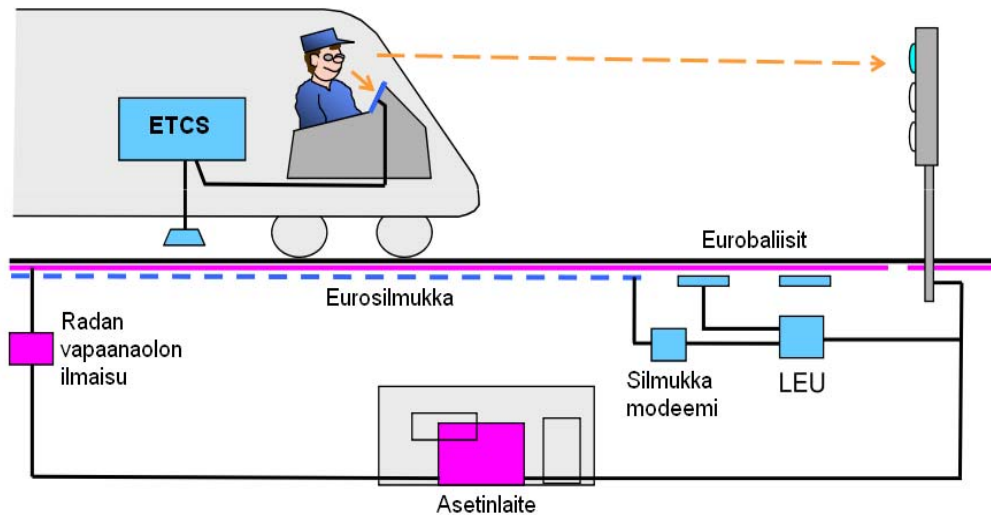 ETCS
Eurobaliisit
Eurosilmukka
Radan
vapaanaolon
ilmaisu
Silmukka
modeemi
LEU
Asetinlaite